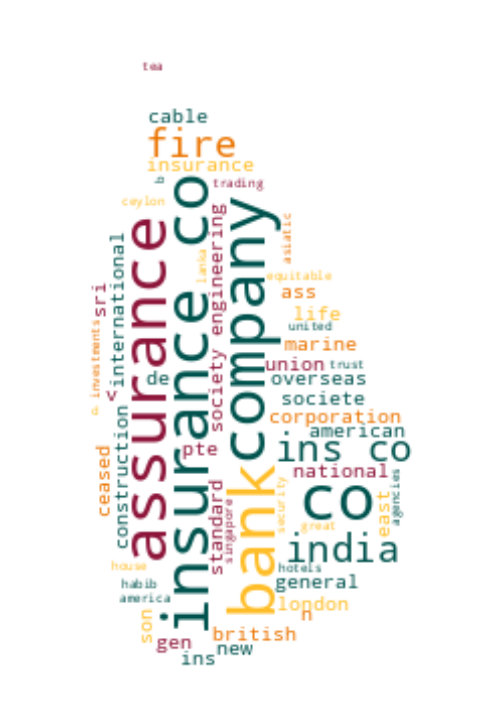 tea
cable
fire
insurance
trading
ceylon
insurance co
assurance
company
society engineering
lanka
asiatic
international
sri
investments
equitable
ass
life
united
marine
union
trust
de
overseas
v
societe
corporation
american
construction
ceased
pte
ins co
national
bank
standard
singapore
security
co
east
agencies
great
india
house
hotels
habib
general
america
london
n
son
british
gen
new
ins